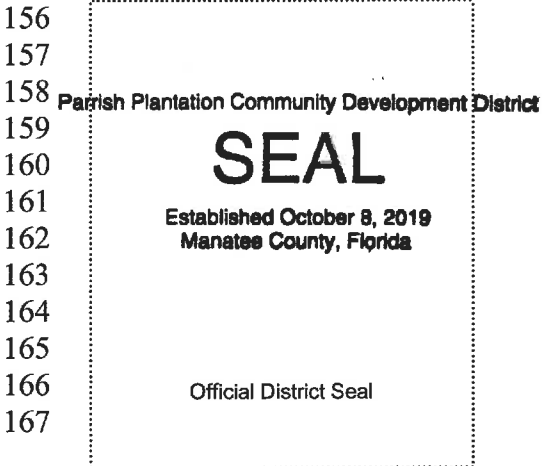 156
157
158 Parrish Plantation Community Development District
159
160 SEAL
161
Established October 8, 2019
162 Manatee County, Florida
163
164
165
166 Official District Seal
167